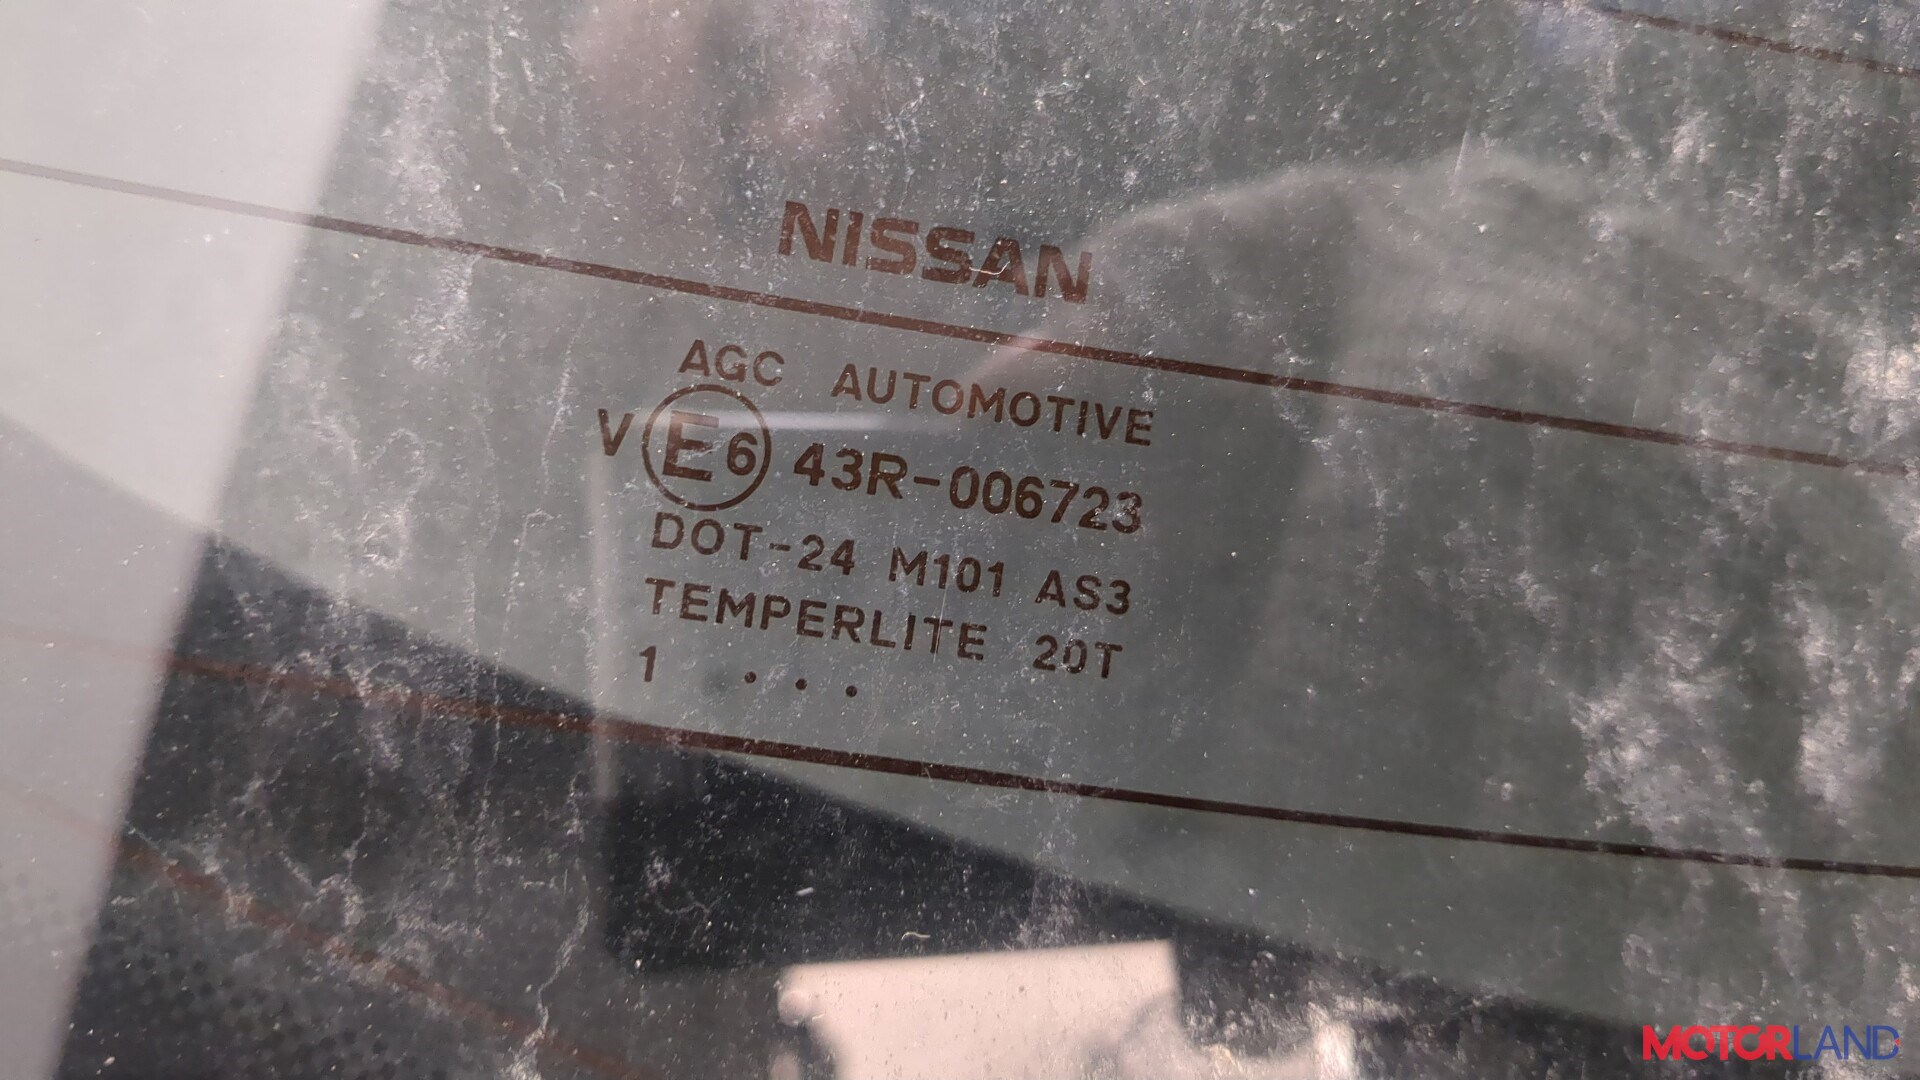 NISSAN
AGC AUTOMOTIVE
V E6 43R-006723
DOT-24 M101 AS3
TEMPERLITE 20T
1 ...
MOTORLAND